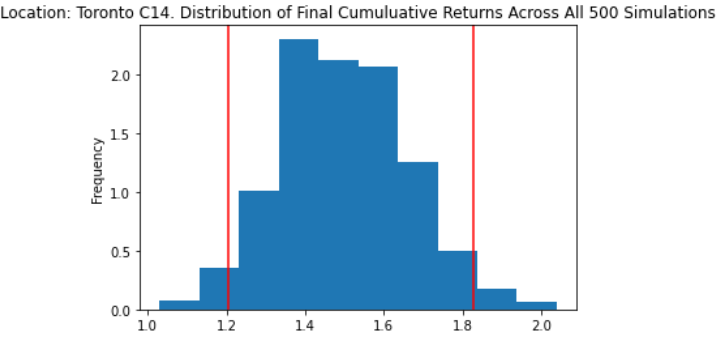 Location: Toronto C14. Distribution of Final Cumuluative Returns Across All 500 Simulations
Frequency
2.0
1.5
1.0
0.5
0.0
1.0 1.2 1.4 1.6 1.8 2.0